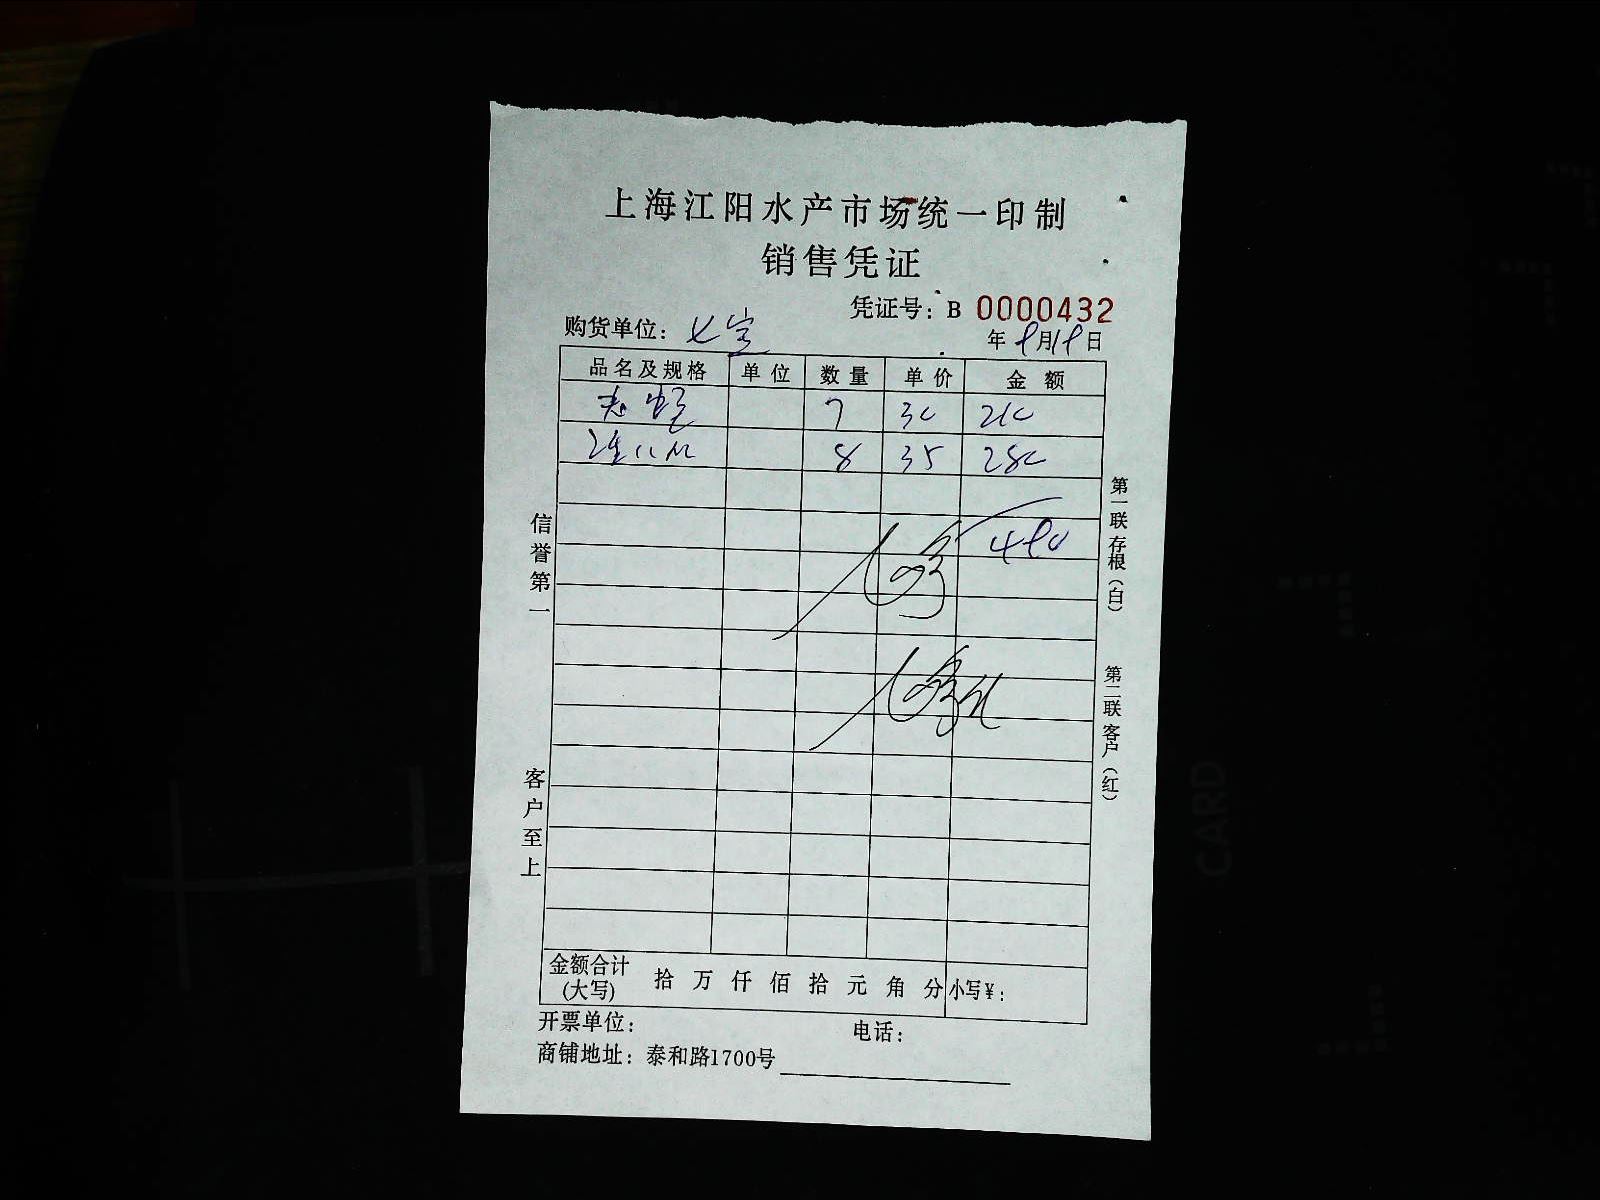 上海江阳水产市场统一印制
销售凭证
凭证号：B 0000432
购货单位：七宝
年9月19日
品名及规格 单位 数量 单价 金额
7 30 210
8 35 280
490
信誉第一
客户至上
第一联存根（白）
第二联客户（红）
金额合计(大写) 拾 万 仟 佰 拾 元 角 分 小写¥：
开票单位： 电话：
商铺地址：泰和路1700号
CARD